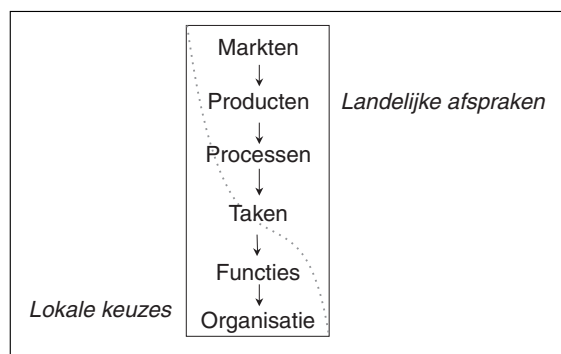 Markten
Producten
Landelijke afspraken
Processen
Taken
Functies
Lokale keuzes
Organisatie